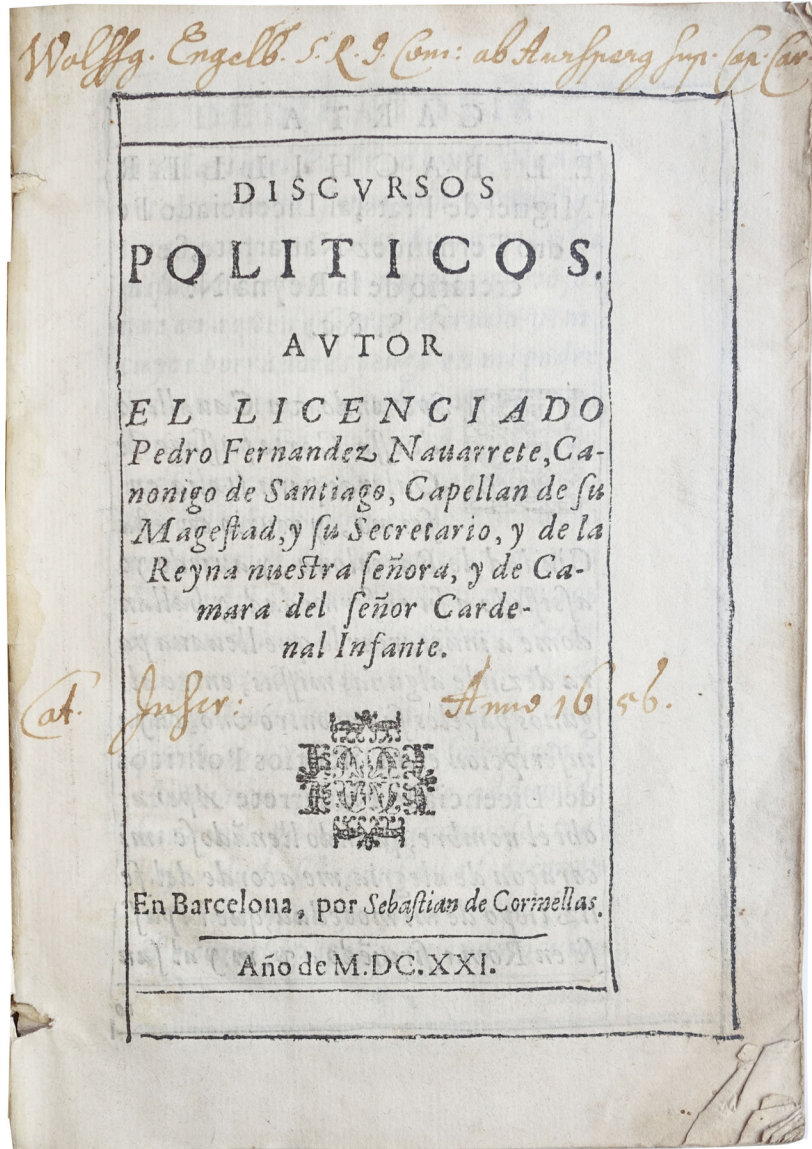 Wolffg. Engelb. S. R. I. Com: ab Aursperg sup. Cap. Car.
DISCVRSOS
POLITICOS.
AVTOR
EL LICENCIADO
Pedro Fernandez Nauarrete, Ca-
nonigo de Santiago, Capellan de ſu
Mageſtad, y ſu Secretario, y de la
Reyna nueſtra ſeñora, y de Ca-
mara del ſeñor Carde-
nal Infante.
Cat. Inſcr: Anno 1656.
En Barcelona, por Sebaſtian de Cormellas.
Año de M.DC.XXI.